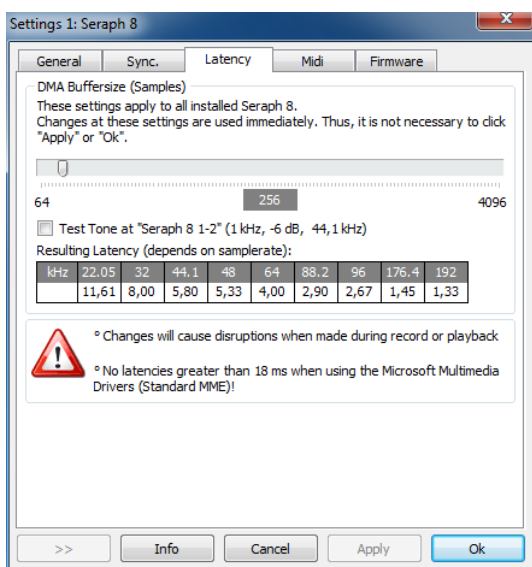 Settings 1: Seraph 8
General Sync. Latency Midi Firmware
DMA Buffersize (Samples)
These settings apply to all installed Seraph 8.
Changes at these settings are used immediately. Thus, it is not necessary to click
"Apply" or "Ok".
64 256 4096
Test Tone at "Seraph 8 1-2" (1 kHz, -6 dB, 44,1 kHz)
Resulting Latency (depends on samplerate):
kHz 22.05 32 44.1 48 64 88.2 96 176.4 192
11,61 8,00 5,80 5,33 4,00 2,90 2,67 1,45 1,33
° Changes will cause disruptions when made during record or playback
° No latencies greater than 18 ms when using the Microsoft Multimedia
Drivers (Standard MME)!
>> Info Cancel Apply Ok